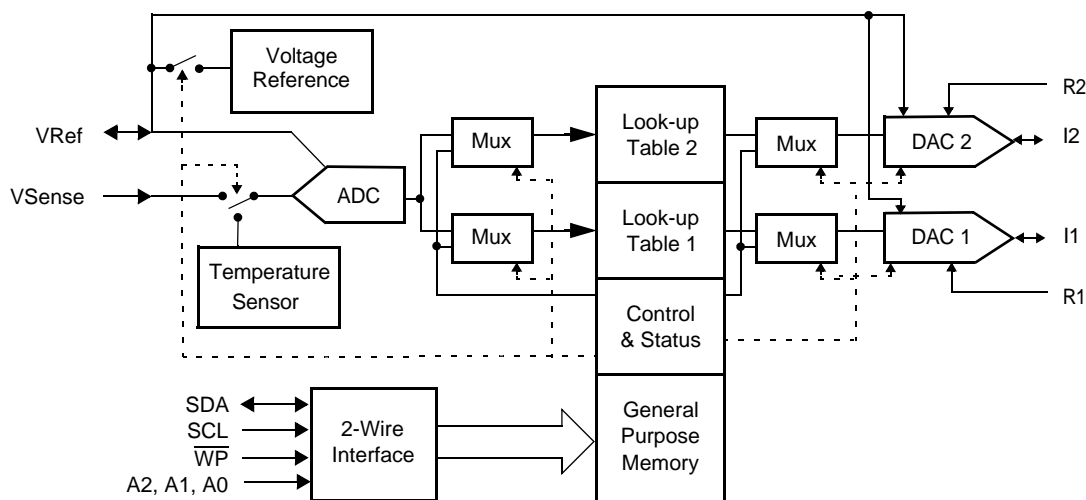 Voltage
Reference
R2
VRef
Mux
Look-up
Table 2
Mux
DAC 2
I2
VSense
ADC
Mux
Look-up
Table 1
Mux
DAC 1
I1
Temperature
Sensor
Control
& Status
R1
SDA
SCL
WP
A2, A1, A0
2-Wire
Interface
General
Purpose
Memory